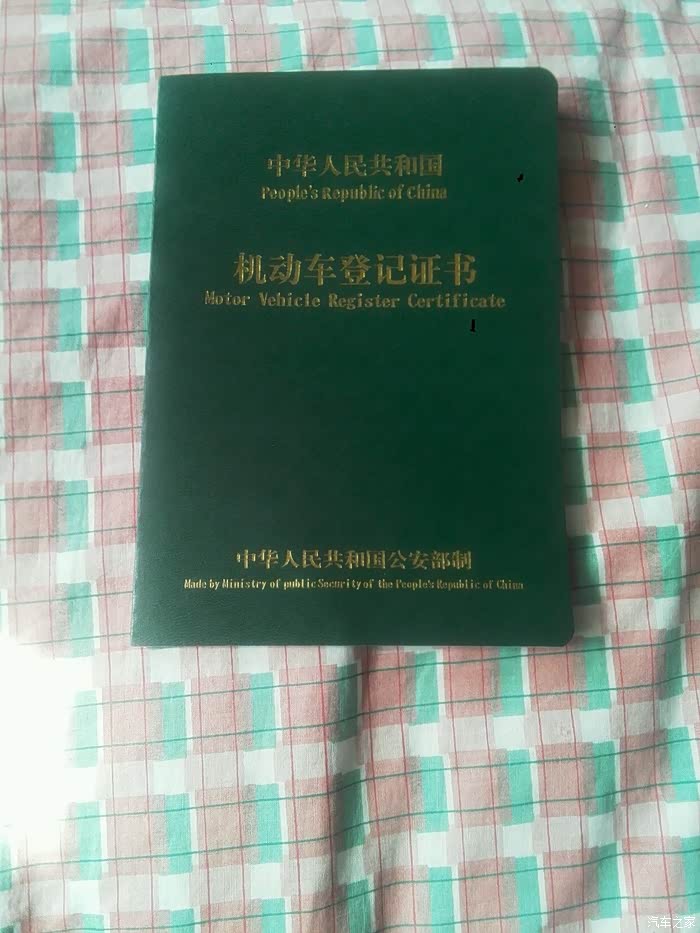 中华人民共和国
People's Republic of China
机动车登记证书
Motor Vehicle Register Certificate
中华人民共和国公安部制
Made by Ministry of public Security of the People's Republic of China
汽车之家